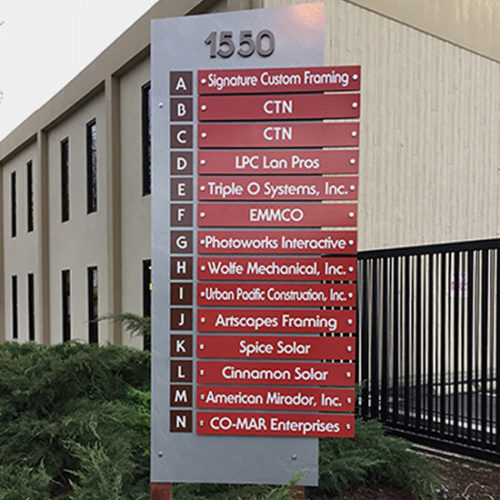 1550
A Signature Custom Framing
B CTN
C CTN
D LPC Lan Pros
E Triple O Systems, Inc.
F EMMCO
G Photoworks Interactive
H Wolfe Mechanical, Inc.
I Urban Pacific Construction, Inc.
J Artscapes Framing
K Spice Solar
L Cinnamon Solar
M American Mirador, Inc.
N CO-MAR Enterprises